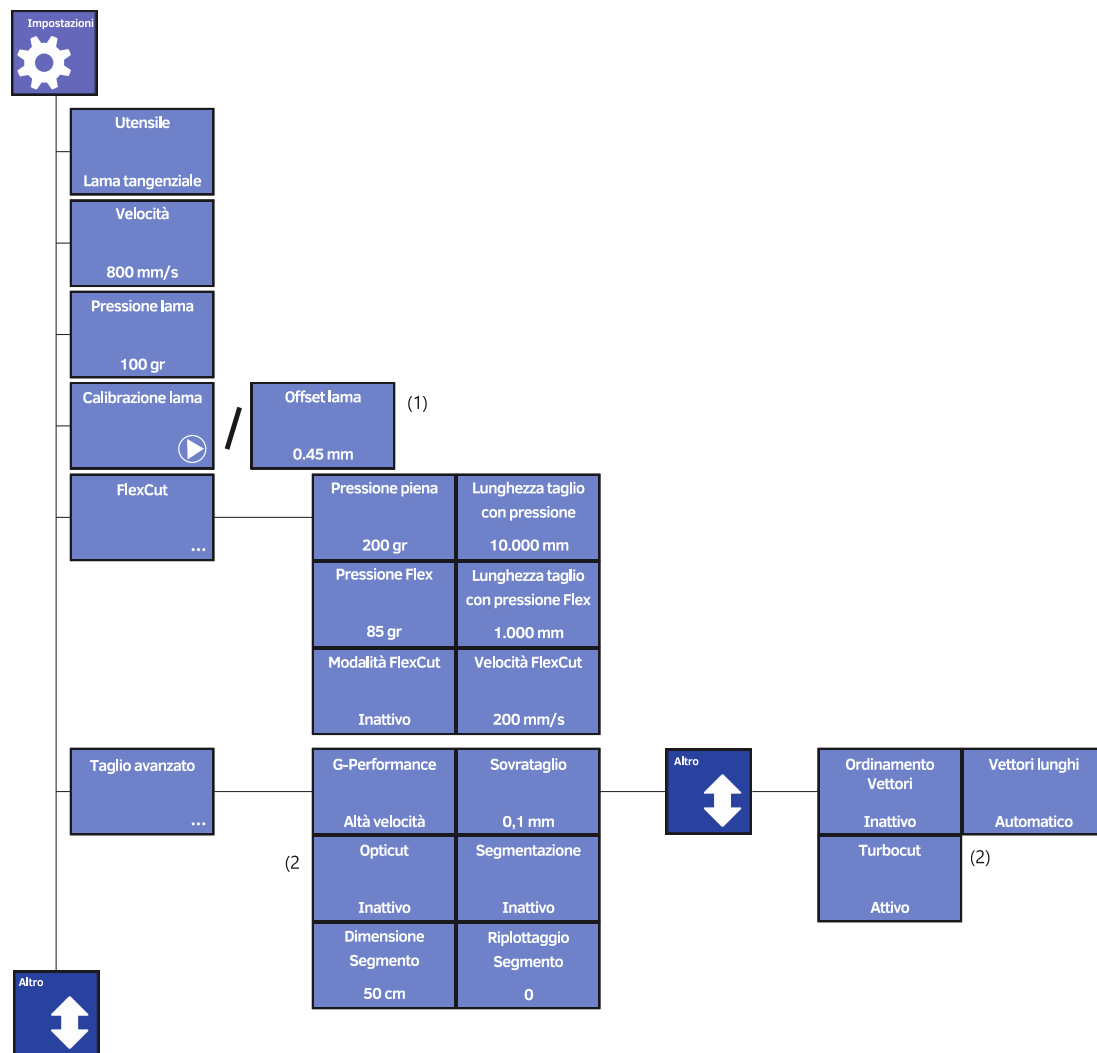 Impostazioni
Utensile
Lama tangenziale
Velocità
800 mm/s
Pressione lama
100 gr
Calibrazione lama
/
Offset lama
0.45 mm
(1)
FlexCut
...
Pressione piena
200 gr
Lunghezza taglio
con pressione
10.000 mm
Pressione Flex
85 gr
Lunghezza taglio
con pressione Flex
1.000 mm
Modalità FlexCut
Inattivo
Velocità FlexCut
200 mm/s
Taglio avanzato
...
G-Performance
Altà velocità
Sovrataglio
0,1 mm
Altro
Ordinamento
Vettori
Inattivo
Vettori lunghi
Automatico
(2
Opticut
Inattivo
Segmentazione
Inattivo
Turbocut
Attivo
(2)
Dimensione
Segmento
50 cm
Riplottaggio
Segmento
0
Altro